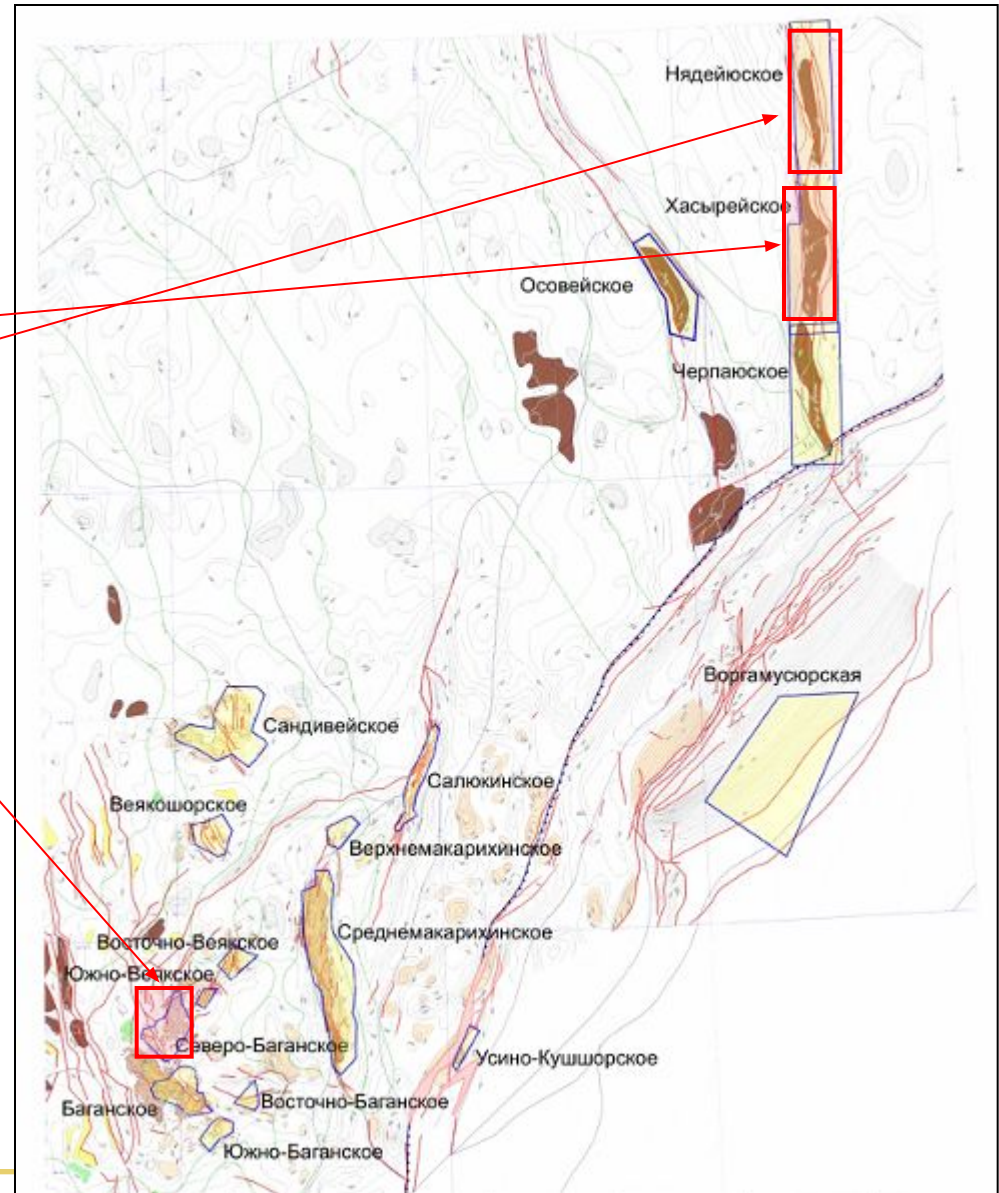 Нядейюское
Хасырейское
Осовейское
Черпаюское
Воргамусюрская
Сандивейское
Салюкинское
Веякошорское
Верхнемакарихинское
Среднемакарихинское
Восточно-Веякское
Южно-Веякское
Северо-Баганское
Усино-Кушшорское
Баганское
Восточно-Баганское
Южно-Баганское